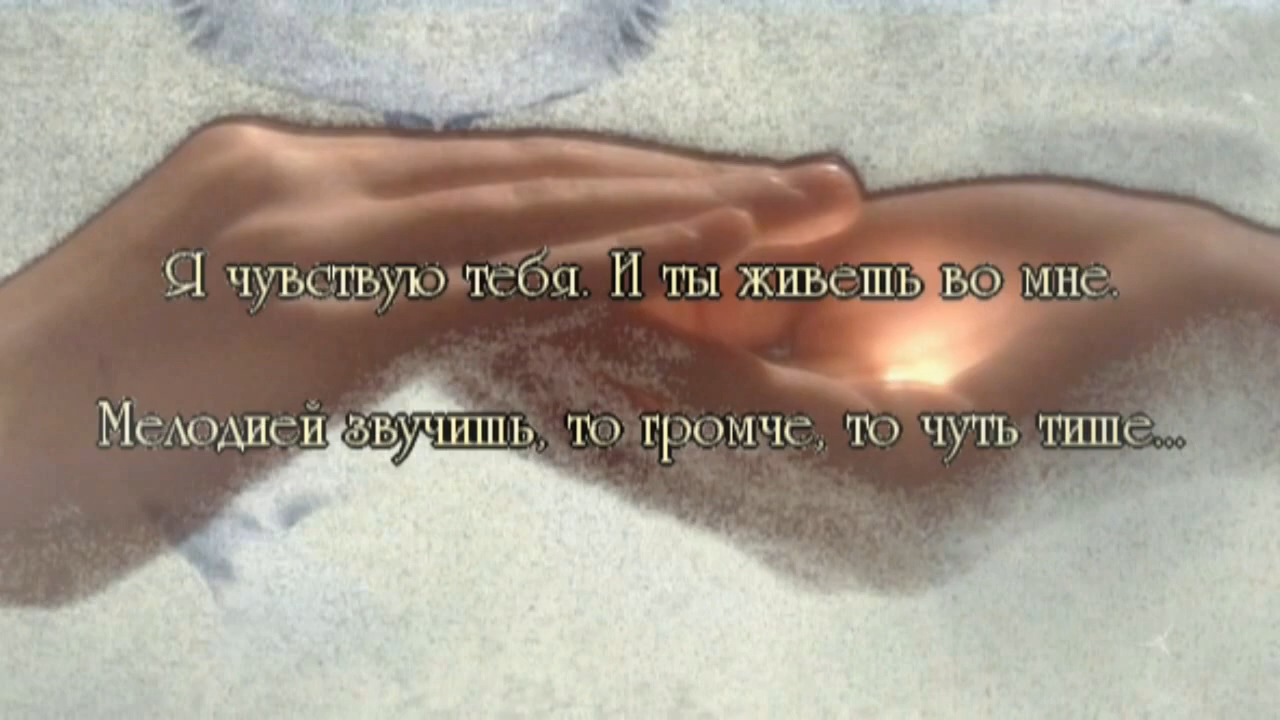 Я чувствую тебя. И ты живешь во мне.
Мелодией звучишь, то громче, то чуть тише...